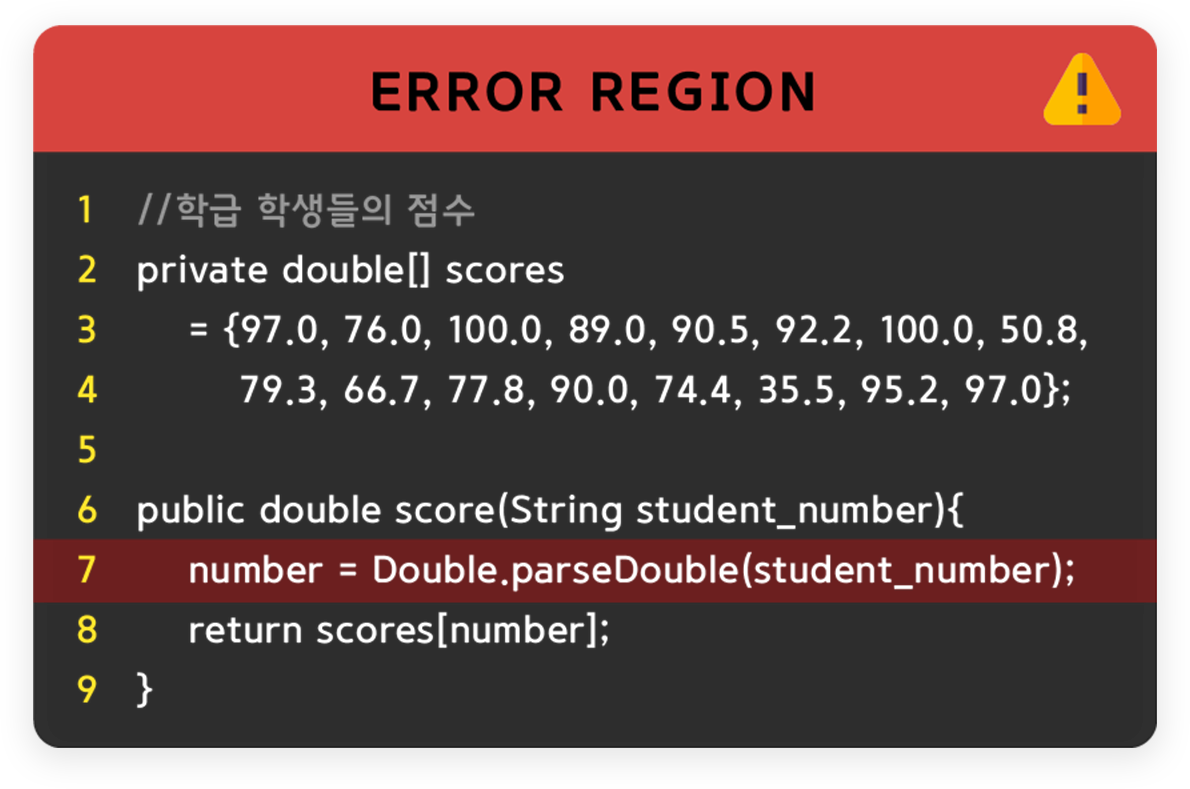 ERROR REGION
1 //학급 학생들의 점수
2 private double[] scores
3 = {97.0, 76.0, 100.0, 89.0, 90.5, 92.2, 100.0, 50.8,
4 79.3, 66.7, 77.8, 90.0, 74.4, 35.5, 95.2, 97.0};
5
6 public double score(String student_number){
7 number = Double.parseDouble(student_number);
8 return scores[number];
9 }